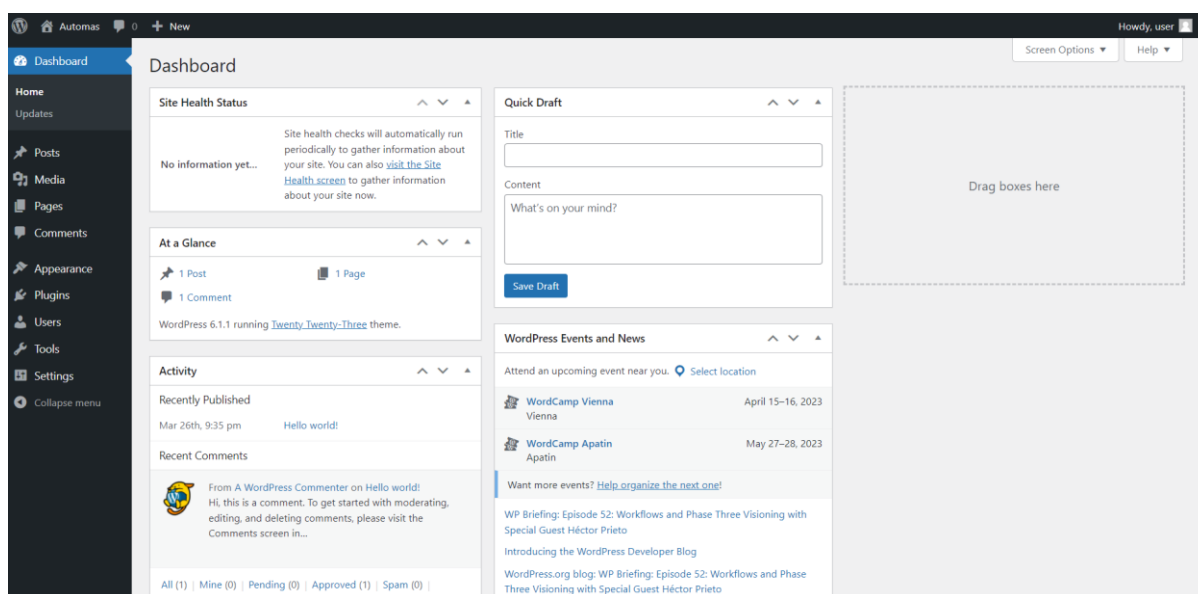 Automas 0 New Howdy, user
Screen Options Help
Dashboard
Home
Updates
Posts
Media
Pages
Comments
Appearance
Plugins
Users
Tools
Settings
Collapse menu
Dashboard
Site Health Status
No information yet...
Site health checks will automatically run
periodically to gather information about
your site. You can also visit the Site
Health screen to gather information
about your site now.
At a Glance
1 Post 1 Page
1 Comment
WordPress 6.1.1 running Twenty Twenty-Three theme.
Activity
Recently Published
Mar 26th, 9:35 pm Hello world!
Recent Comments
From A WordPress Commenter on Hello world!
Hi, this is a comment. To get started with moderating,
editing, and deleting comments, please visit the
Comments screen in...
All (1) | Mine (0) | Pending (0) | Approved (1) | Spam (0) |
Quick Draft
Title
Content
What's on your mind?
Save Draft
WordPress Events and News
Attend an upcoming event near you. Select location
WordCamp Vienna April 15–16, 2023
Vienna
WordCamp Apatin May 27–28, 2023
Apatin
Want more events? Help organize the next one!
WP Briefing: Episode 52: Workflows and Phase Three Visioning with
Special Guest Héctor Prieto
Introducing the WordPress Developer Blog
WordPress.org blog: WP Briefing: Episode 52: Workflows and Phase
Three Visioning with Special Guest Héctor Prieto
Drag boxes here